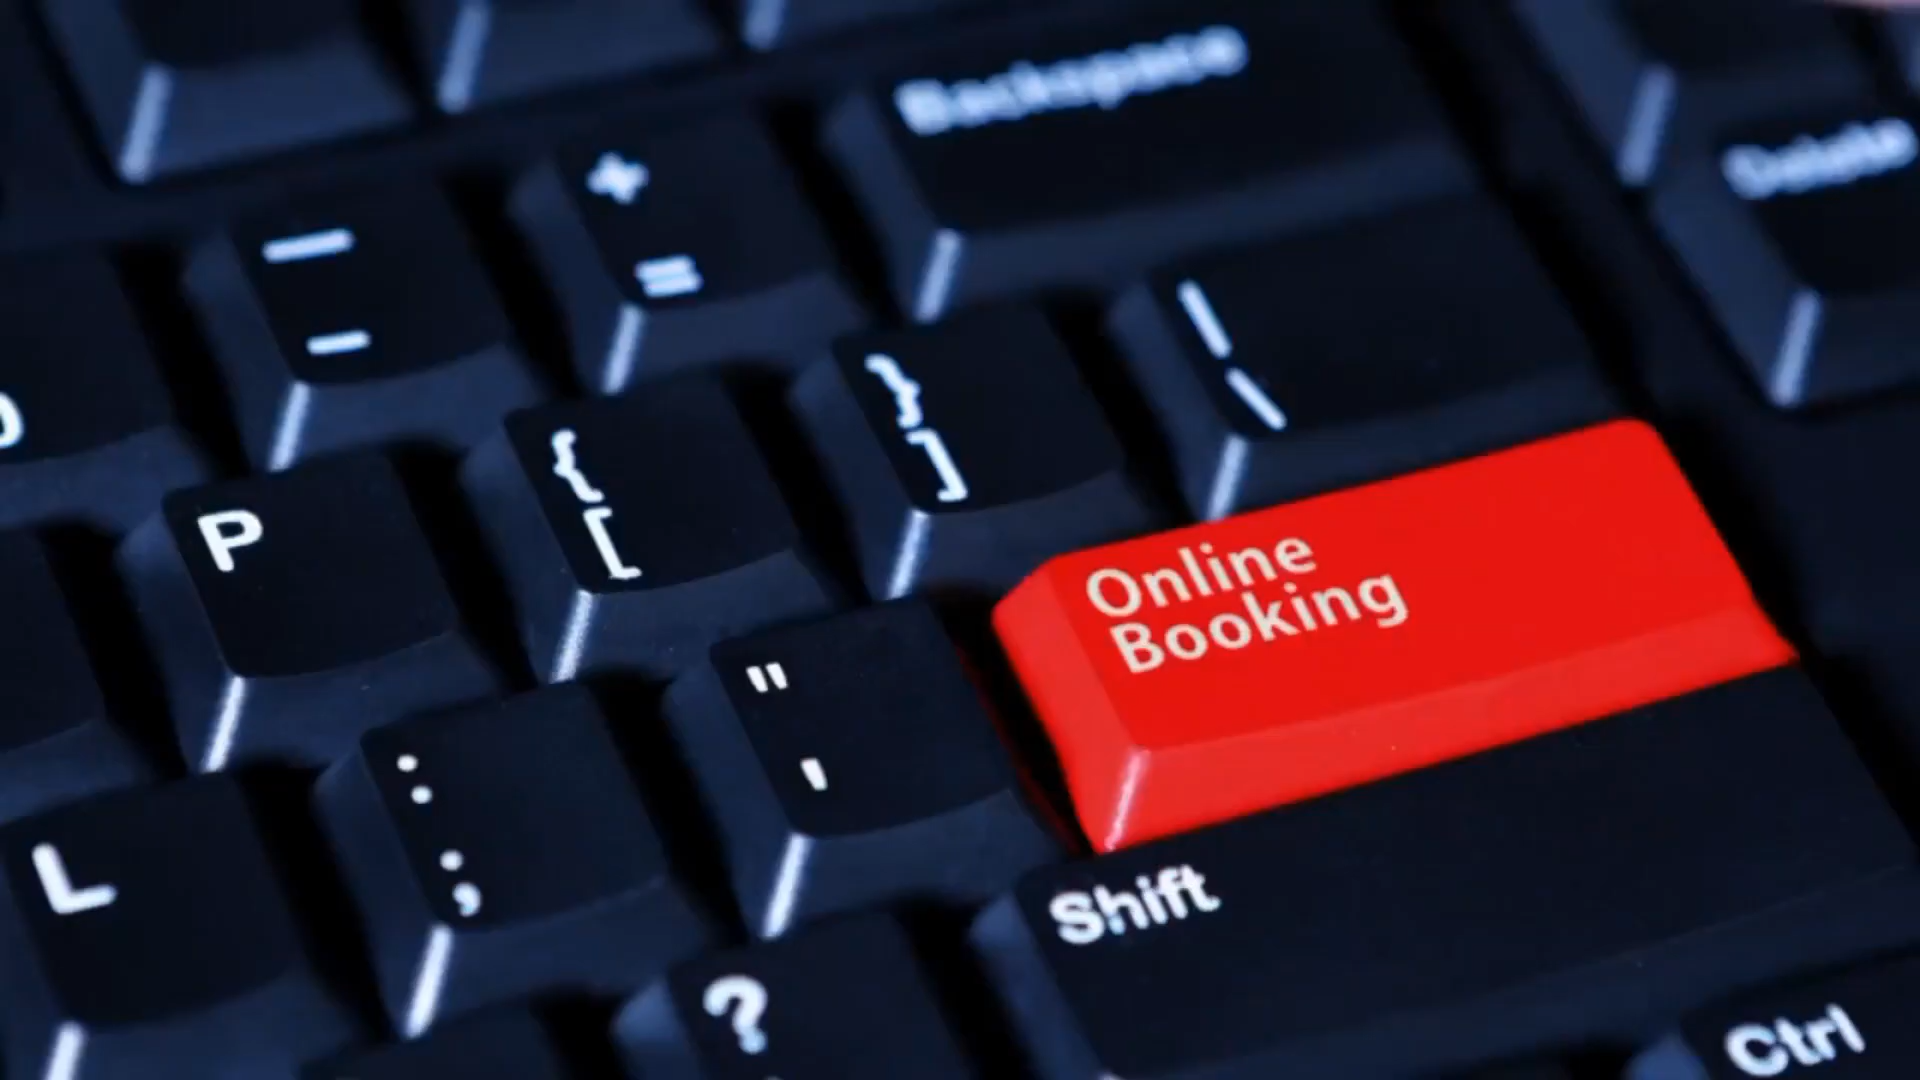 Backspace
Delete
+
=
—
-
|
\
}
]
{
[
P
Online
Booking
"
'
:
;
L
Shift
?
Ctrl